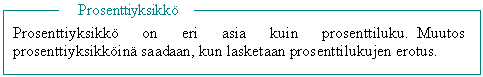 Prosenttiyksikkö
Prosenttiyksikkö on eri asia kuin prosenttiluku. Muutos
prosenttiyksikköinä saadaan, kun lasketaan prosenttilukujen erotus.